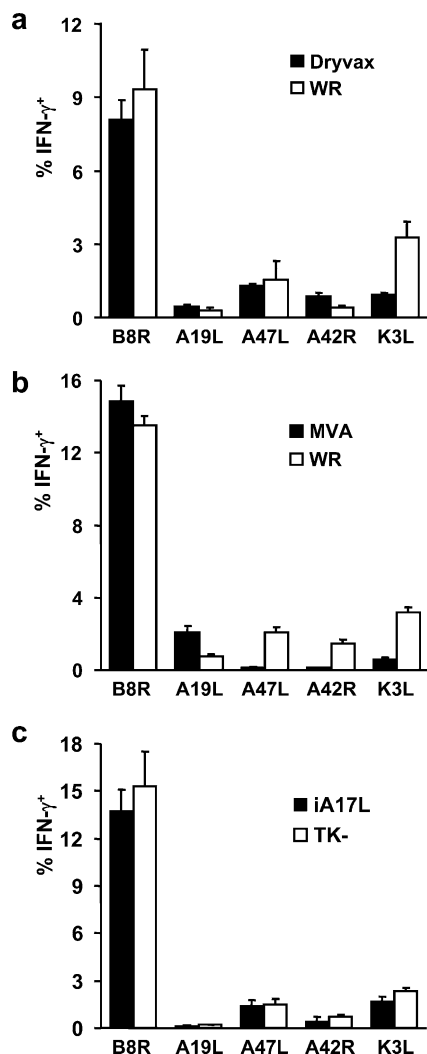 a
12
9
6
3
0
% IFN-γ+
Dryvax
WR
B8R A19L A47L A42R K3L
b
16
12
8
4
0
% IFN-γ+
MVA
WR
B8R A19L A47L A42R K3L
c
18
15
12
9
6
3
0
% IFN-γ+
iA17L
TK-
B8R A19L A47L A42R K3L